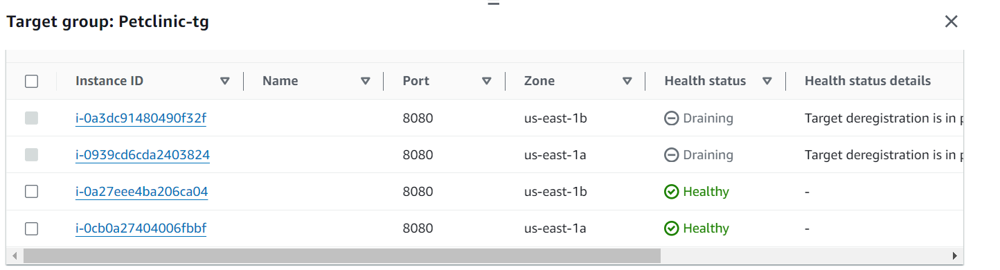 Target group: Petclinic-tg
Instance ID Name Port Zone Health status Health status details
i-0a3dc91480490f32f 8080 us-east-1b Draining Target deregistration is in p
i-0939cd6cda2403824 8080 us-east-1a Draining Target deregistration is in p
i-0a27eee4ba206ca04 8080 us-east-1b Healthy -
i-0cb0a27404006fbbf 8080 us-east-1a Healthy -